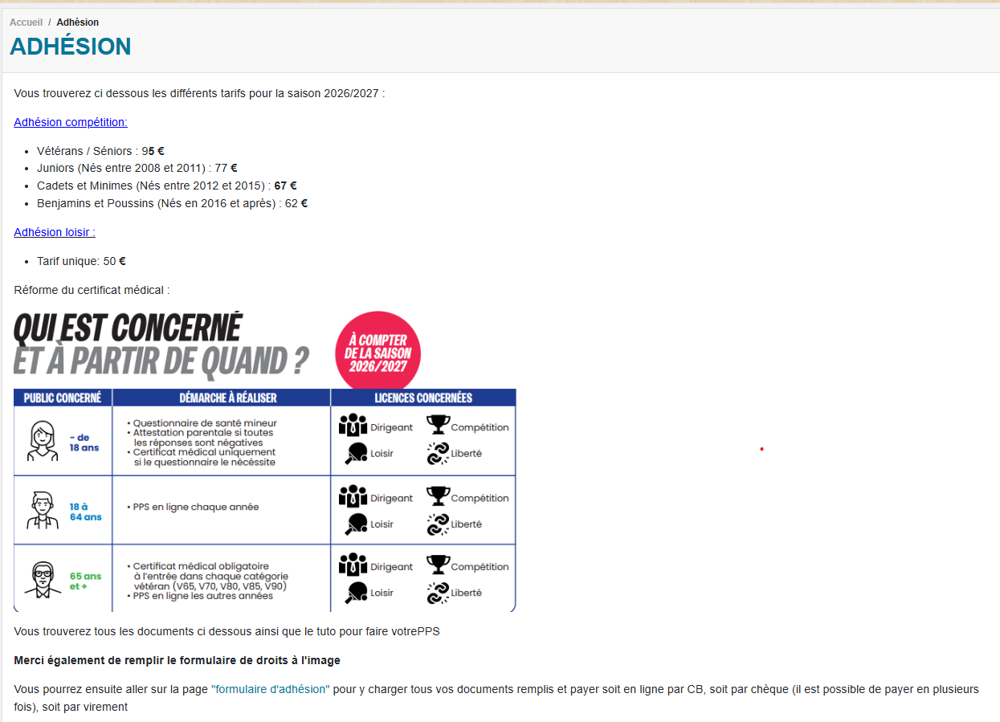 Accueil / Adhésion
ADHÉSION
Vous trouverez ci dessous les différents tarifs pour la saison 2026/2027 :
Adhésion compétition:
• Vétérans / Séniors : 95 €
• Juniors (Nés entre 2008 et 2011) : 77 €
• Cadets et Minimes (Nés entre 2012 et 2015) : 67 €
• Benjamins et Poussins (Nés en 2016 et après) : 62 €
Adhésion loisir :
• Tarif unique: 50 €
Réforme du certificat médical :
QUI EST CONCERNÉ
ET À PARTIR DE QUAND ?
À COMPTER
DE LA SAISON
2026/2027
PUBLIC CONCERNÉ DÉMARCHE À RÉALISER LICENCES CONCERNÉES
- de
18 ans
• Questionnaire de santé mineur
• Attestation parentale si toutes
les réponses sont négatives
• Certificat médical uniquement
si le questionnaire le nécéssite
Dirigeant Compétition
Loisir Liberté
18 à
64 ans
• PPS en ligne chaque année
Dirigeant Compétition
Loisir Liberté
65 ans
et +
• Certificat médical obligatoire
à l'entrée dans chaque catégorie
vétéran (V65, V70, V80, V85, V90)
• PPS en ligne les autres années
Dirigeant Compétition
Loisir Liberté
Vous trouverez tous les documents ci dessous ainsi que le tuto pour faire votrePPS
Merci également de remplir le formulaire de droits à l'image
Vous pourrez ensuite aller sur la page "formulaire d'adhésion" pour y charger tous vos documents remplis et payer soit en ligne par CB, soit par chèque (il est possible de payer en plusieurs
fois), soit par virement